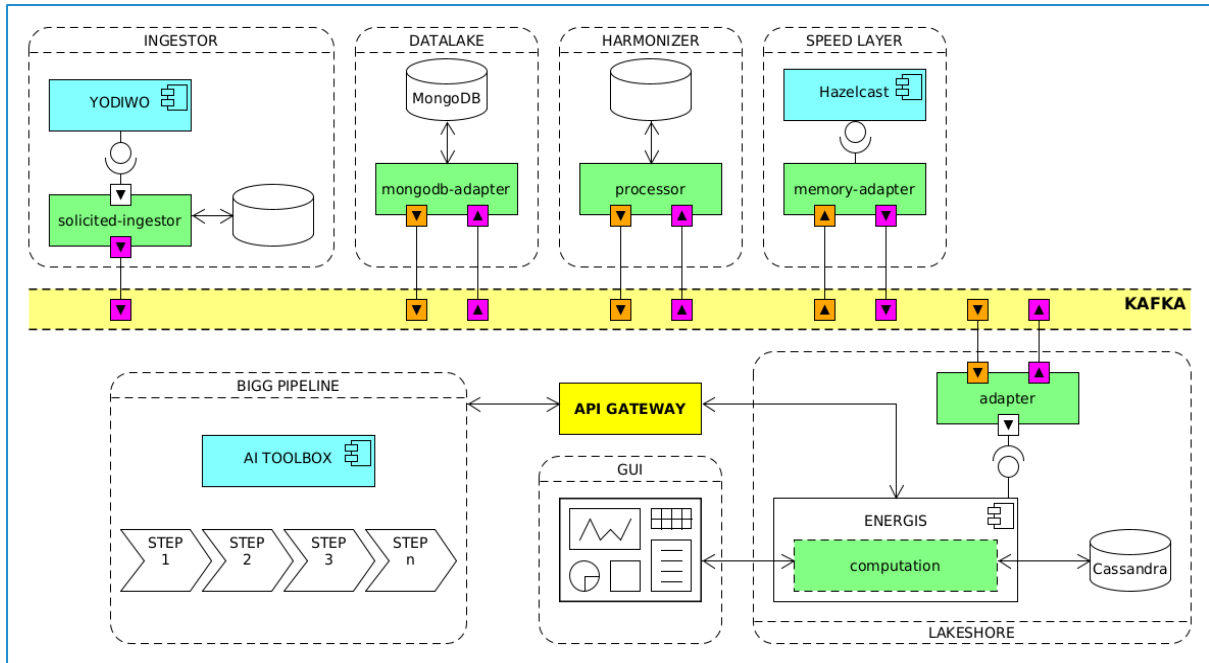 INGESTOR
DATALAKE
HARMONIZER
SPEED LAYER
YODIWO
MongoDB
Hazelcast
solicited-ingestor
mongodb-adapter
processor
memory-adapter
KAFKA
BIGG PIPELINE
API GATEWAY
adapter
AI TOOLBOX
GUI
ENERGIS
STEP
1
STEP
2
STEP
3
STEP
n
computation
Cassandra
LAKESHORE